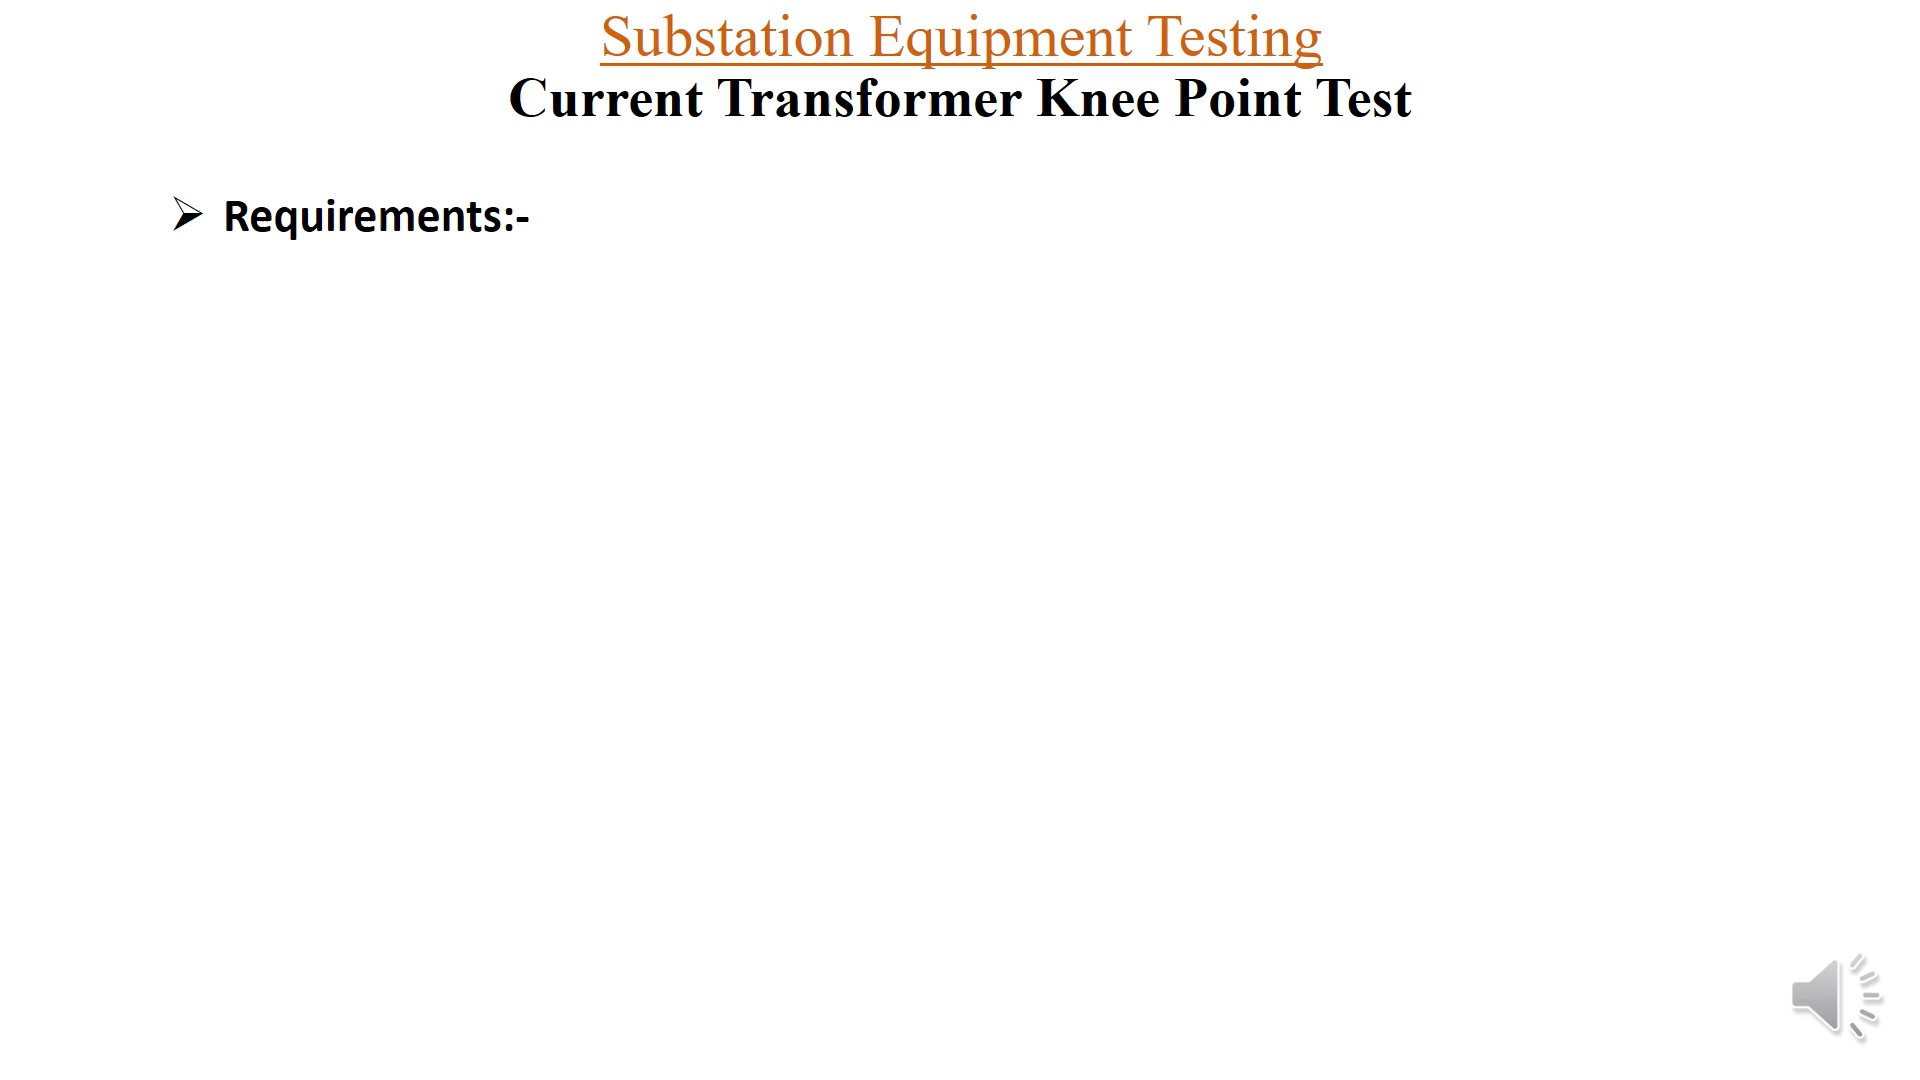 Substation Equipment Testing
Current Transformer Knee Point Test
➢ Requirements:-